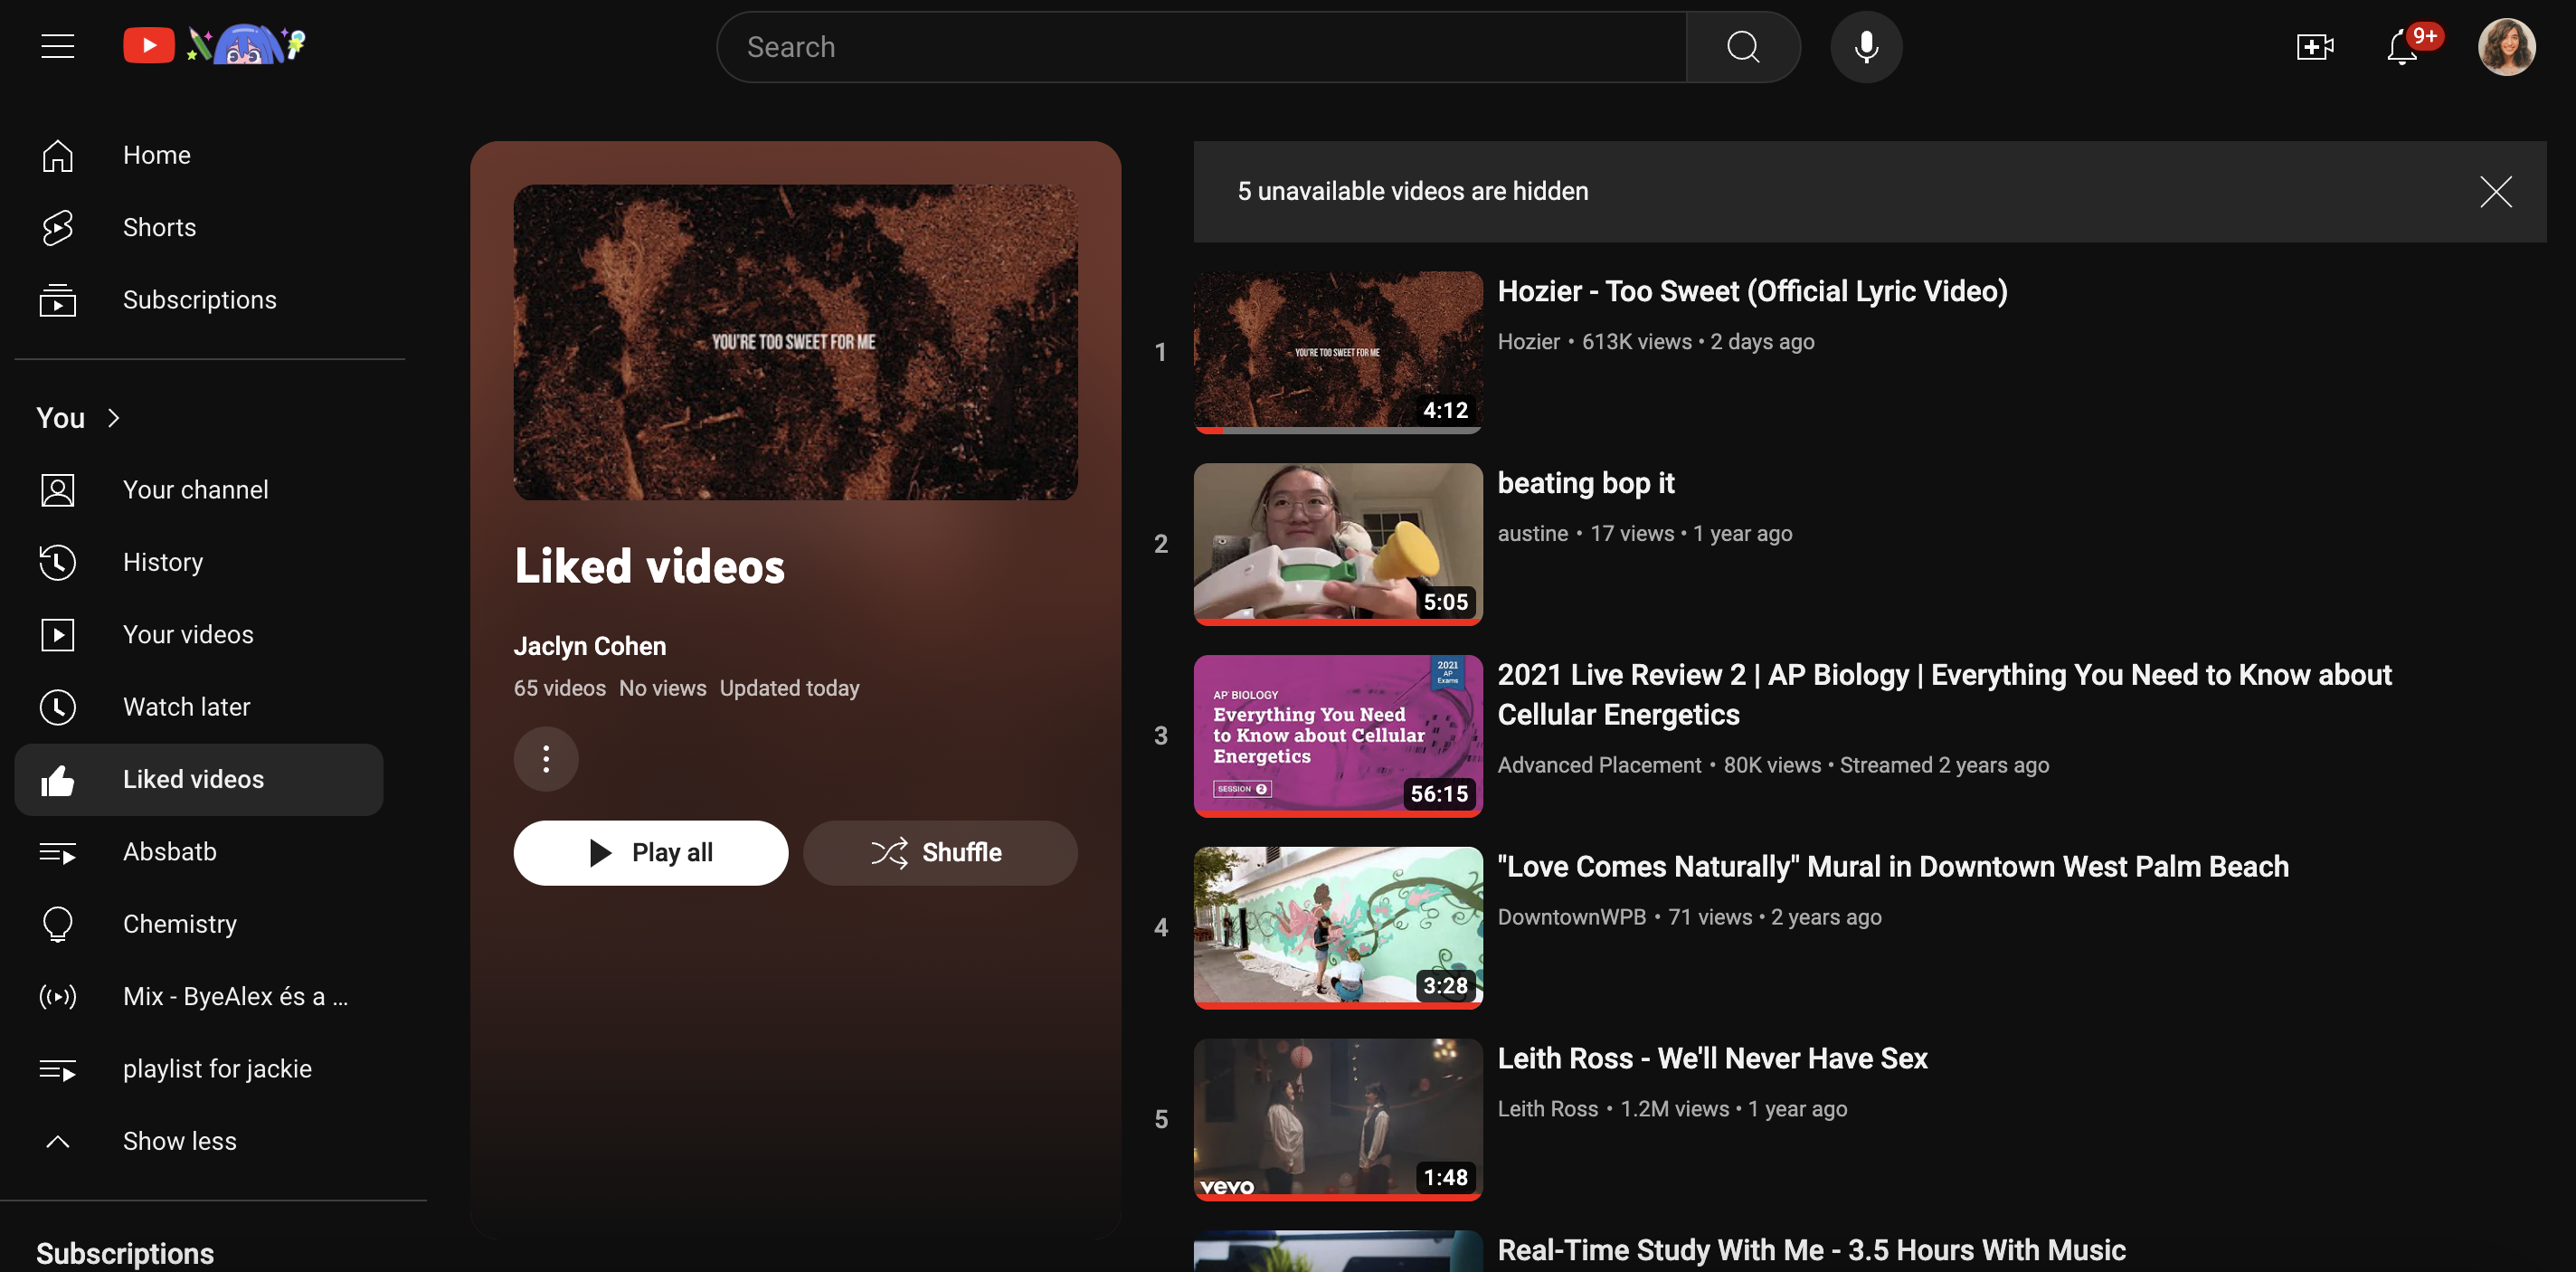 Search
9+
Home
Shorts
Subscriptions
You
Your channel
History
Your videos
Watch later
Liked videos
Absbatb
Chemistry
Mix - ByeAlex és a ...
playlist for jackie
Show less
Subscriptions
YOU'RE TOO SWEET FOR ME
Liked videos
Jaclyn Cohen
65 videos No views Updated today
Play all
Shuffle
5 unavailable videos are hidden
1
YOU'RE TOO SWEET FOR ME
4:12
Hozier - Too Sweet (Official Lyric Video)
Hozier • 613K views • 2 days ago
2
5:05
beating bop it
austine • 17 views • 1 year ago
3
2021
AP
Exams
AP® BIOLOGY
Everything You Need
to Know about Cellular
Energetics
SESSION 2
56:15
2021 Live Review 2 | AP Biology | Everything You Need to Know about
Cellular Energetics
Advanced Placement • 80K views • Streamed 2 years ago
4
3:28
"Love Comes Naturally" Mural in Downtown West Palm Beach
DowntownWPB • 71 views • 2 years ago
5
vevo
1:48
Leith Ross - We'll Never Have Sex
Leith Ross • 1.2M views • 1 year ago
Real-Time Study With Me - 3.5 Hours With Music